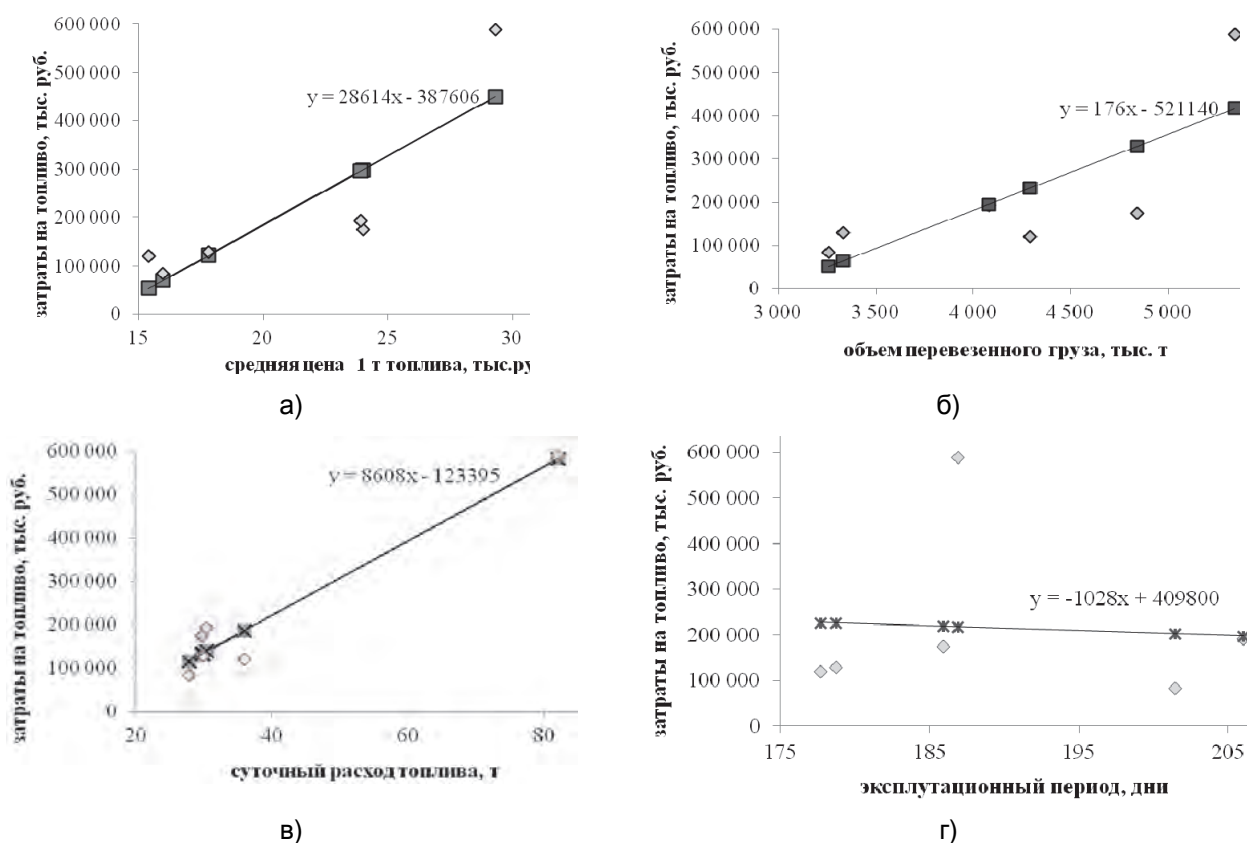 затраты на топливо, тыс. руб.
600 000
500 000
400 000
300 000
200 000
100 000
0
y = 28614x - 387606
15
20
25
30
средняя цена 1 т топлива, тыс.ру
а)
затраты на топливо, тыс. руб.
600 000
500 000
400 000
300 000
200 000
100 000
0
y = 176x - 521140
3 000
3 500
4 000
4 500
5 000
объем перевезенного груза, тыс. т
б)
затраты на топливо, тыс. руб.
600 000
500 000
400 000
300 000
200 000
100 000
0
y = 8608x - 123395
20
40
60
80
суточный расход топлива, т
в)
затраты на топливо, тыс. руб.
600 000
500 000
400 000
300 000
200 000
100 000
0
y = -1028x + 409800
175
185
195
205
эксплутационный период, дни
г)